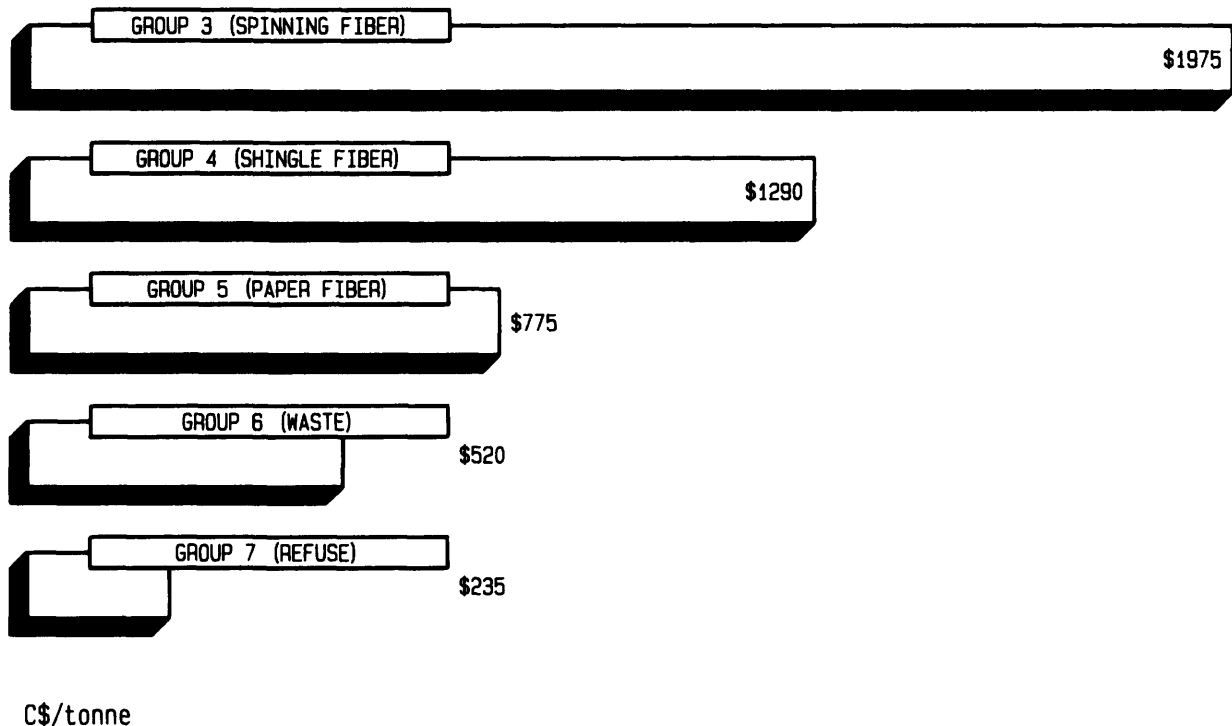 GROUP 3 (SPINNING FIBER)
$1975
GROUP 4 (SHINGLE FIBER)
$1290
GROUP 5 (PAPER FIBER)
$775
GROUP 6 (WASTE)
$520
GROUP 7 (REFUSE)
$235
C$/tonne